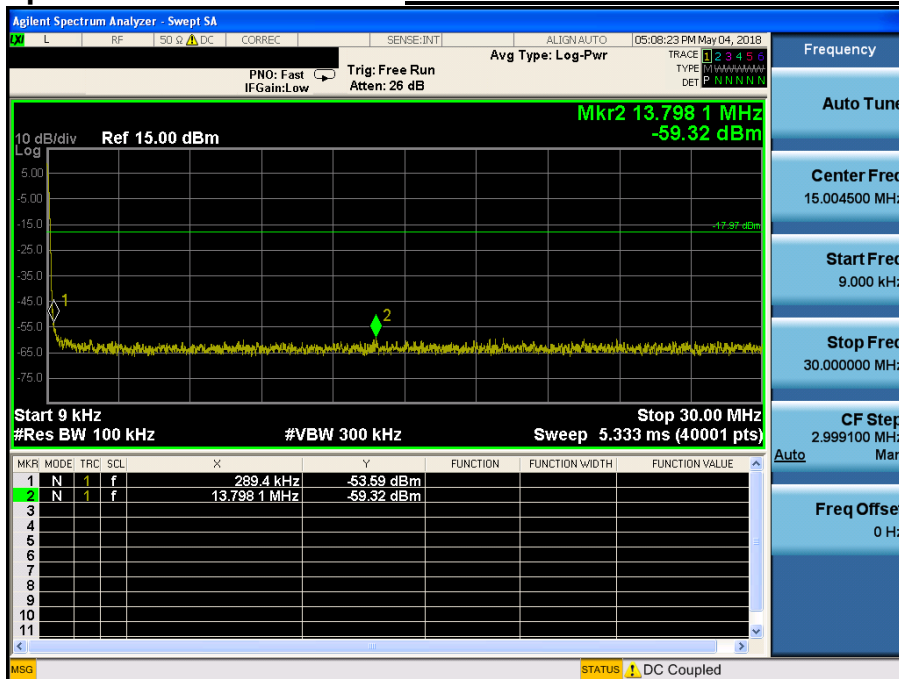 Agilent Spectrum Analyzer - Swept SA
LXI L RF 50 Ω DC CORREC SENSE:INT ALIGN AUTO 05:08:23 PM May 04, 2018
PNO: Fast
IFGain:Low
Trig: Free Run
Atten: 26 dB
Avg Type: Log-Pwr
TRACE 1 2 3 4 5 6
TYPE M WWWWW
DET P N N N N N
Mkr2 13.798 1 MHz
-59.32 dBm
10 dB/div Ref 15.00 dBm
Log
5.00
-5.00
-15.0
-17.97 dBm
-25.0
-35.0
-45.0
1
2
-55.0
-65.0
-75.0
Start 9 kHz Stop 30.00 MHz
#Res BW 100 kHz #VBW 300 kHz Sweep 5.333 ms (40001 pts)
MKR MODE TRC SCL X Y FUNCTION FUNCTION WIDTH FUNCTION VALUE
1 N 1 f 289.4 kHz -53.59 dBm
2 N 1 f 13.798 1 MHz -59.32 dBm
3
4
5
6
7
8
9
10
11
MSG STATUS DC Coupled
Frequency
Auto Tune
Center Freq
15.004500 MHz
Start Freq
9.000 kHz
Stop Freq
30.000000 MHz
CF Step
2.999100 MHz
Auto Man
Freq Offset
0 Hz